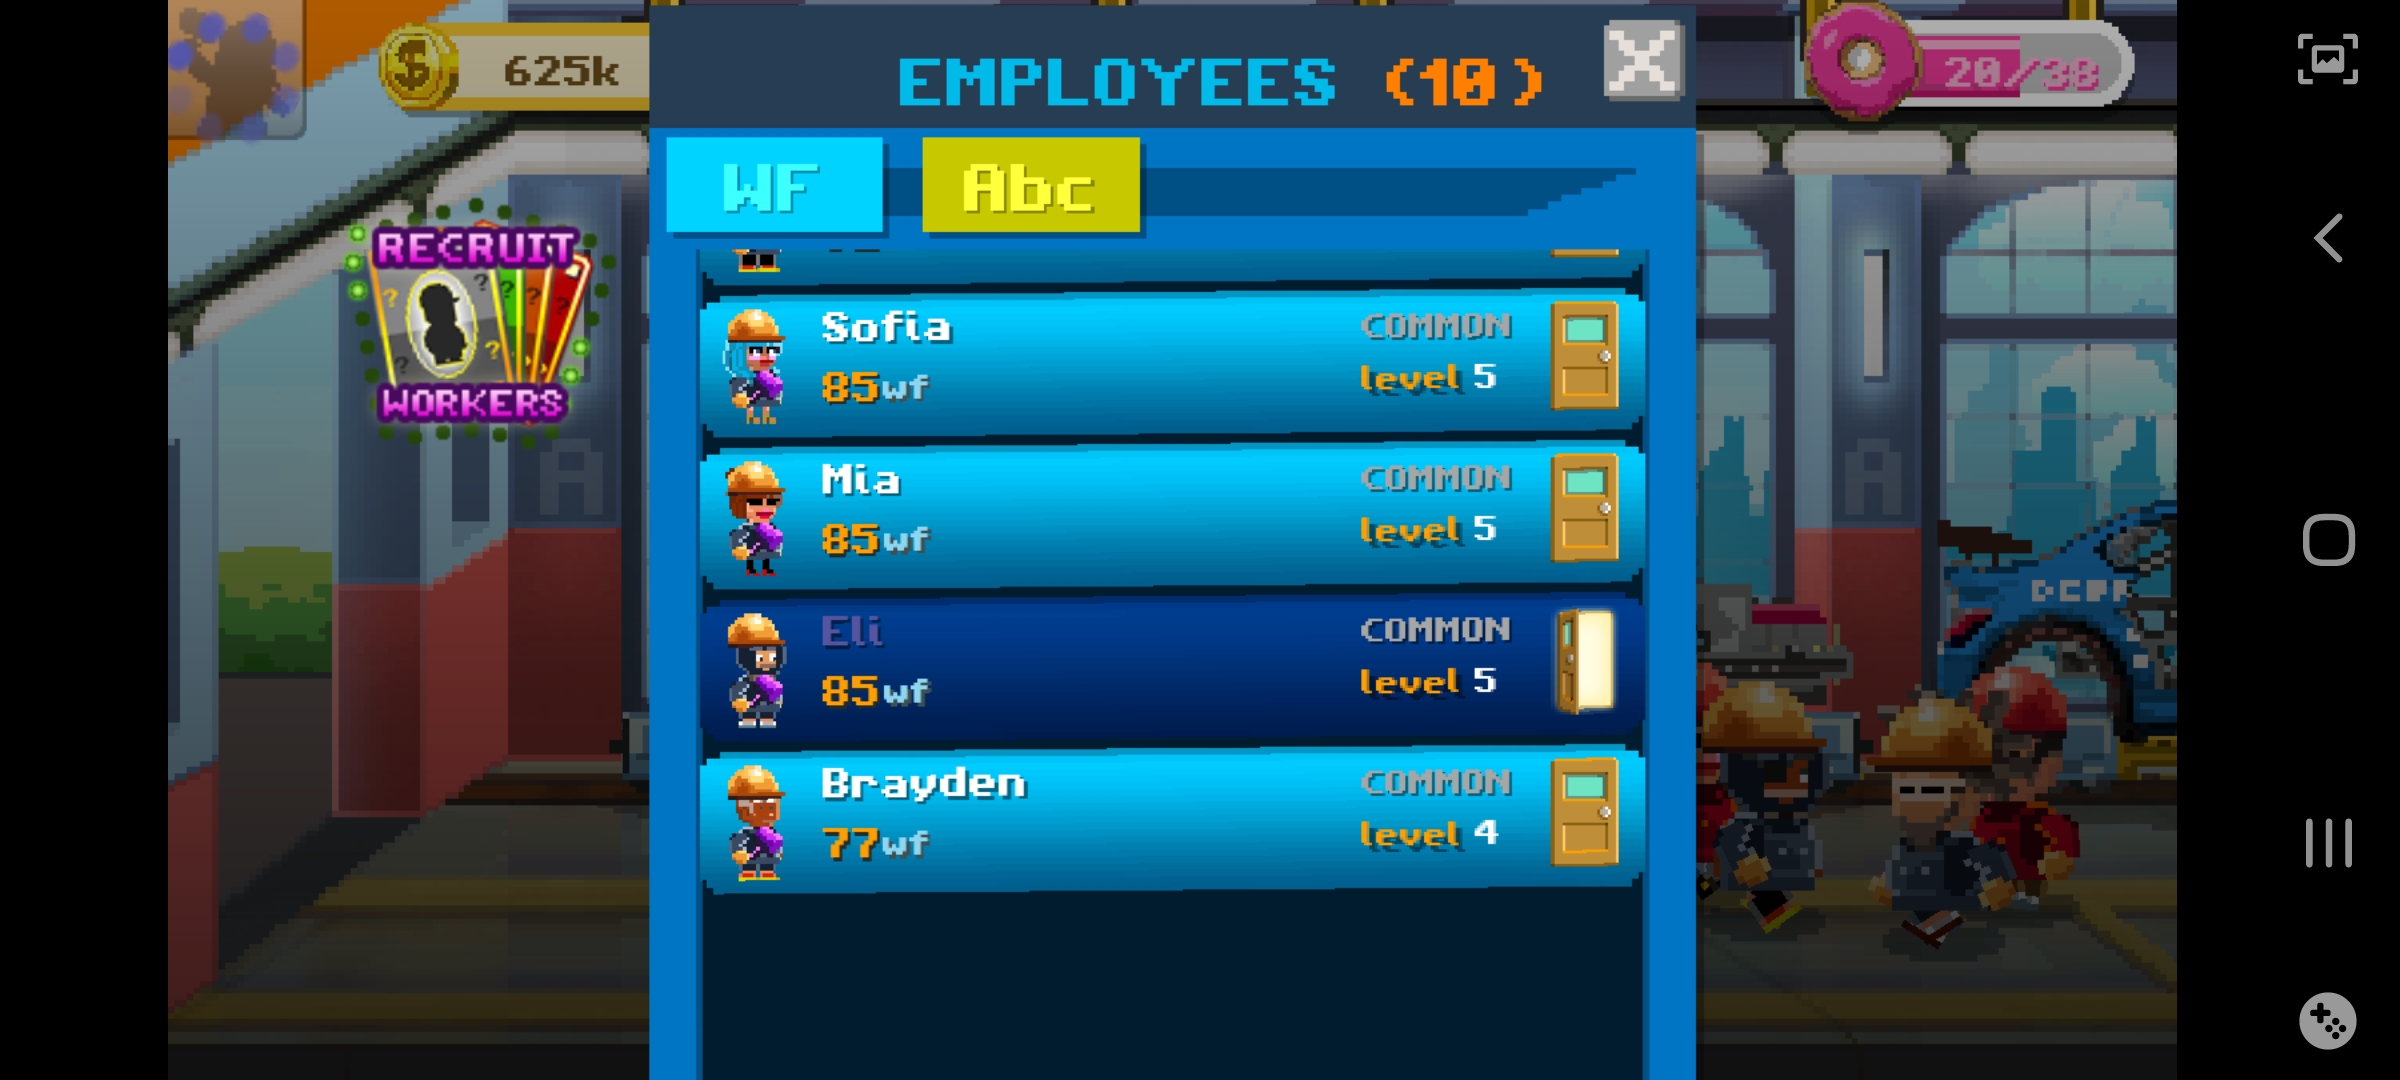 625k
EMPLOYEES (10)
20/38
WF
Abc
RECRUIT
WORKERS
Sofia
COMMON
85wf
level 5
Mia
COMMON
85wf
level 5
Eli
COMMON
85wf
level 5
Brayden
COMMON
77wf
level 4
A
A